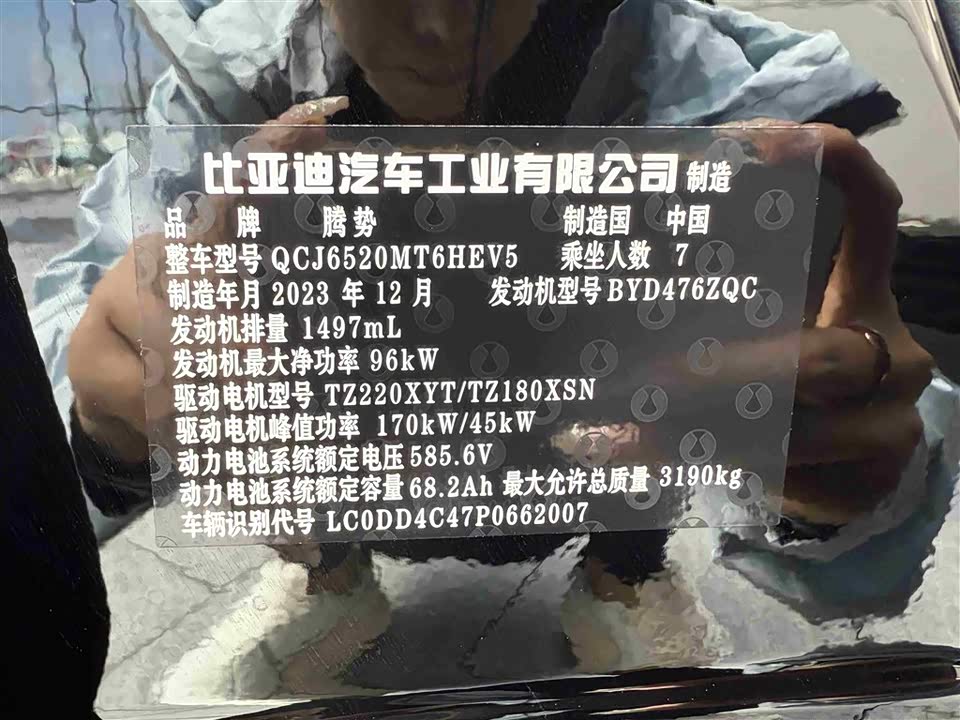 比亚迪汽车工业有限公司 制造
品 牌 腾势 制造国 中国
整车型号 QCJ6520MT6HEV5 乘坐人数 7
制造年月 2023 年 12 月 发动机型号 BYD476ZQC
发动机排量 1497mL
发动机最大净功率 96kW
驱动电机型号 TZ220XYT/TZ180XSN
驱动电机峰值功率 170kW/45kW
动力电池系统额定电压 585.6V
动力电池系统额定容量 68.2Ah 最大允许总质量 3190kg
车辆识别代号 LC0DD4C47P0662007